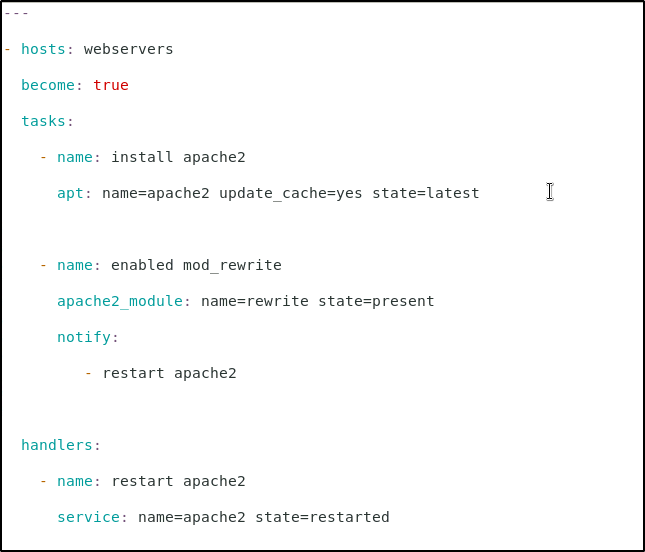 ---
- hosts: webservers
  become: true
  tasks:
    - name: install apache2
      apt: name=apache2 update_cache=yes state=latest

    - name: enabled mod_rewrite
      apache2_module: name=rewrite state=present
      notify:
         - restart apache2

  handlers:
    - name: restart apache2
      service: name=apache2 state=restarted